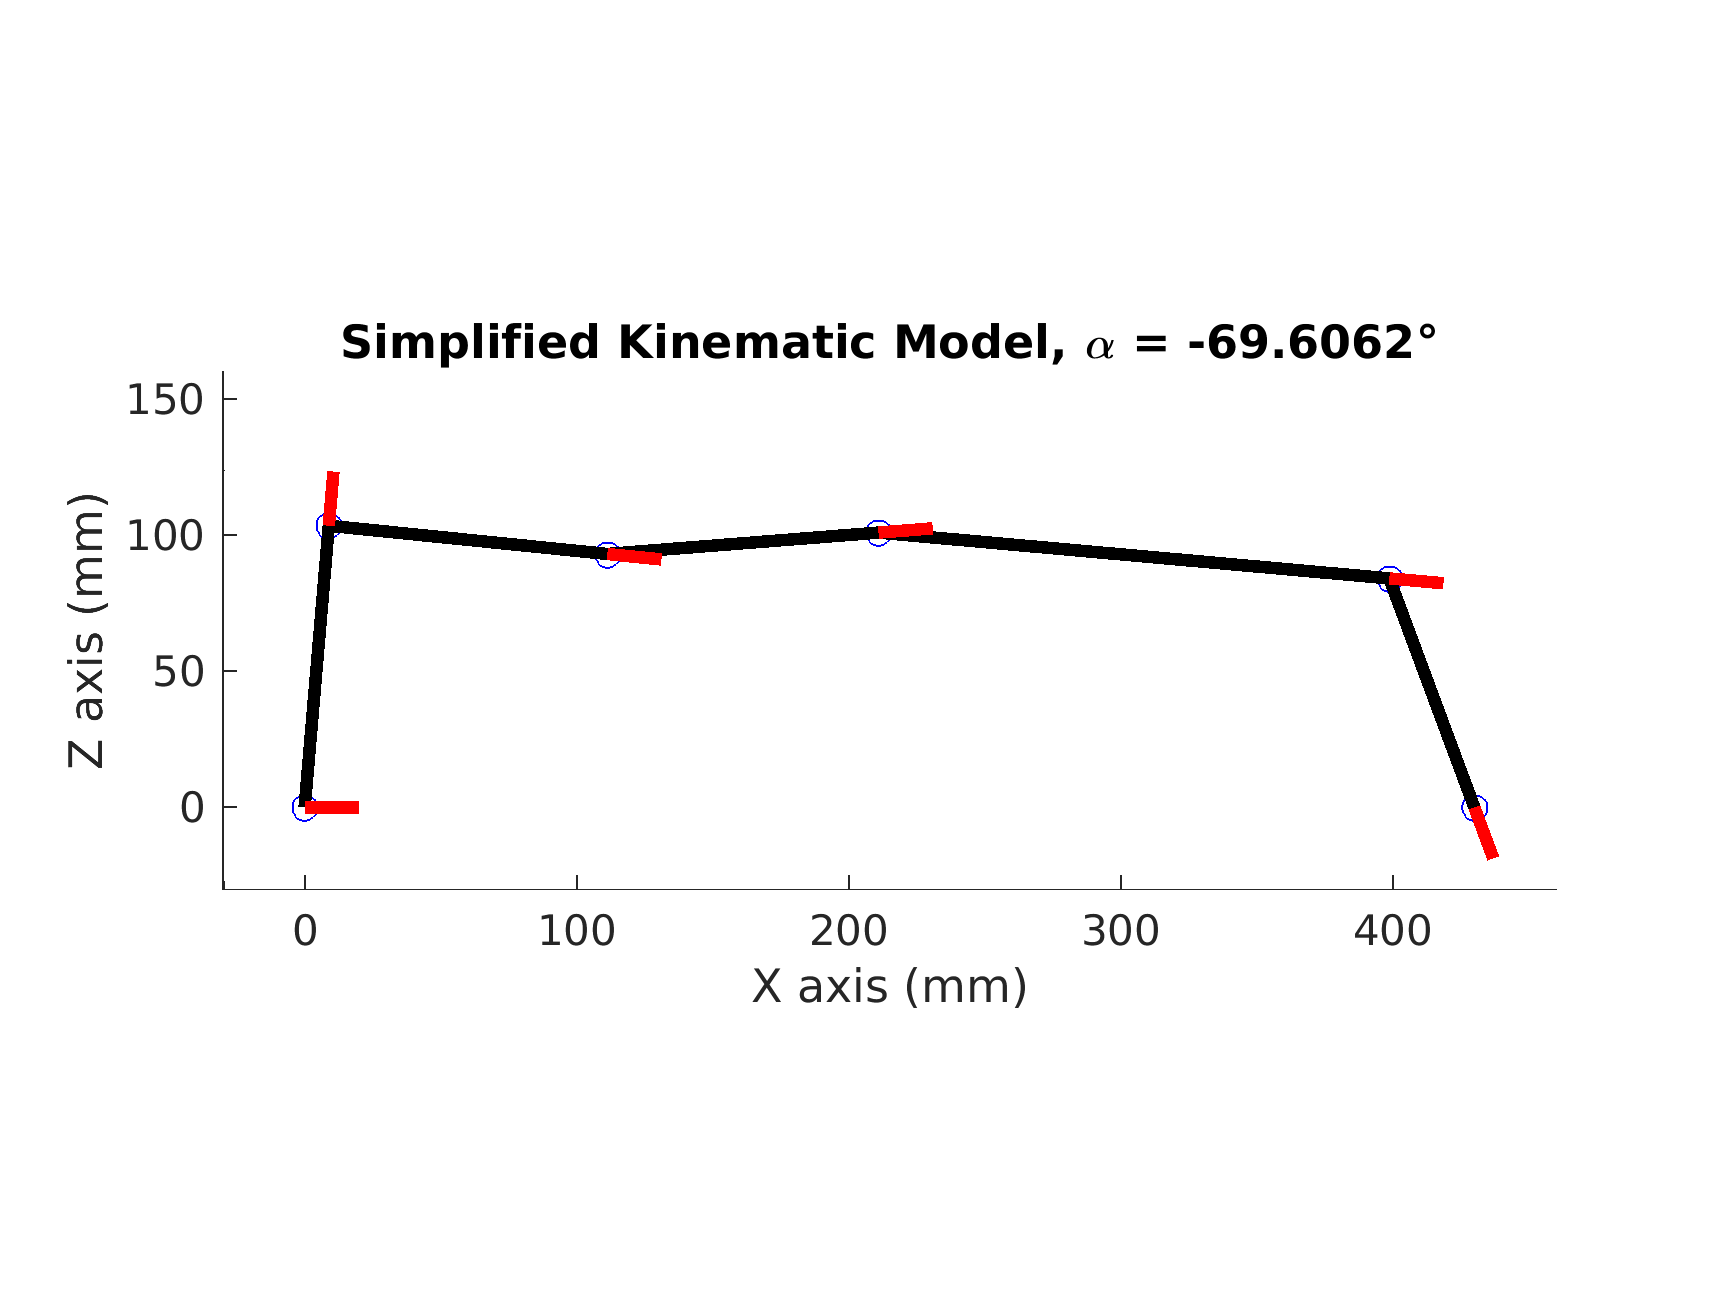 Simplified Kinematic Model, α = -69.6062°
150
100
50
0
Z axis (mm)
0 100 200 300 400
X axis (mm)